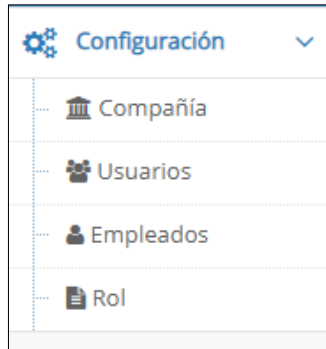 Configuración
Compañía
Usuarios
Empleados
Rol